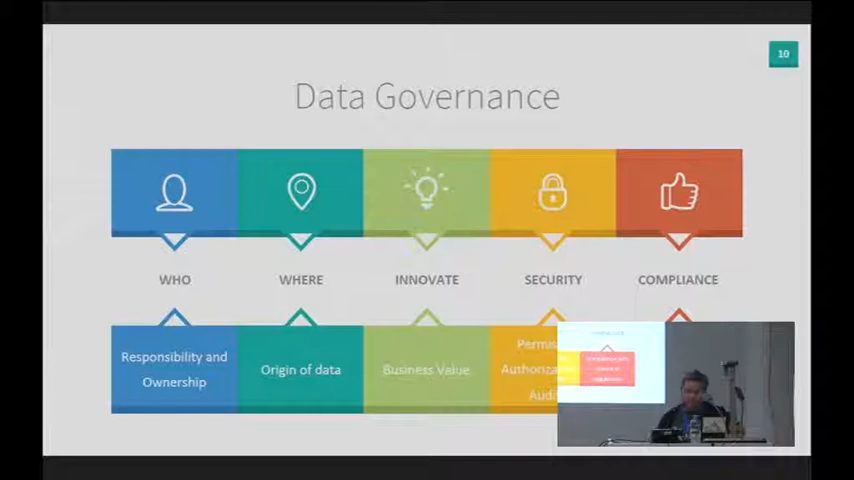 10
Data Governance
WHO
WHERE
INNOVATE
SECURITY
COMPLIANCE
Responsibility and
Ownership
Origin of data
Business Value